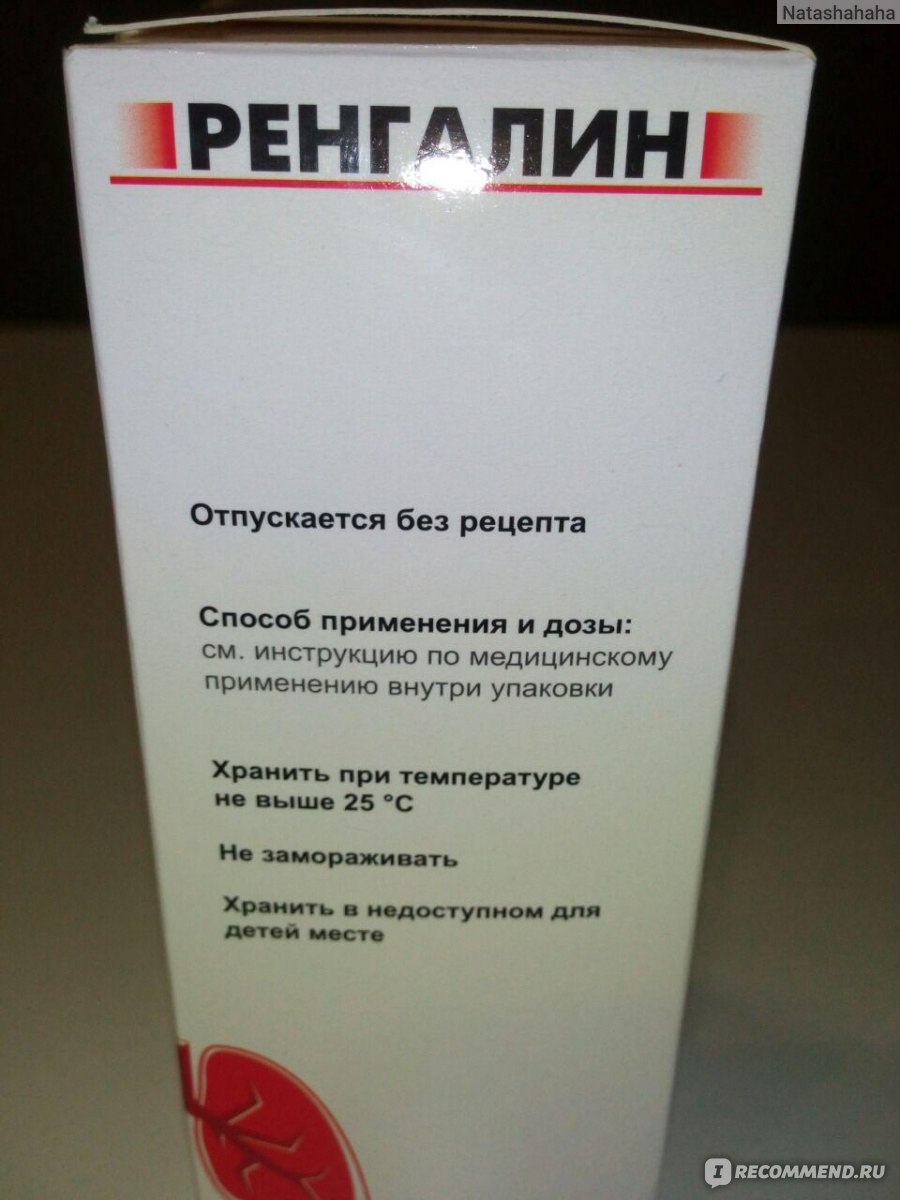 Natashahaha
РЕНГАЛИН
Отпускается без рецепта
Способ применения и дозы:
см. инструкцию по медицинскому
применению внутри упаковки
Хранить при температуре
не выше 25 °C
Не замораживать
Хранить в недоступном для
детей месте
IRECOMMEND.RU